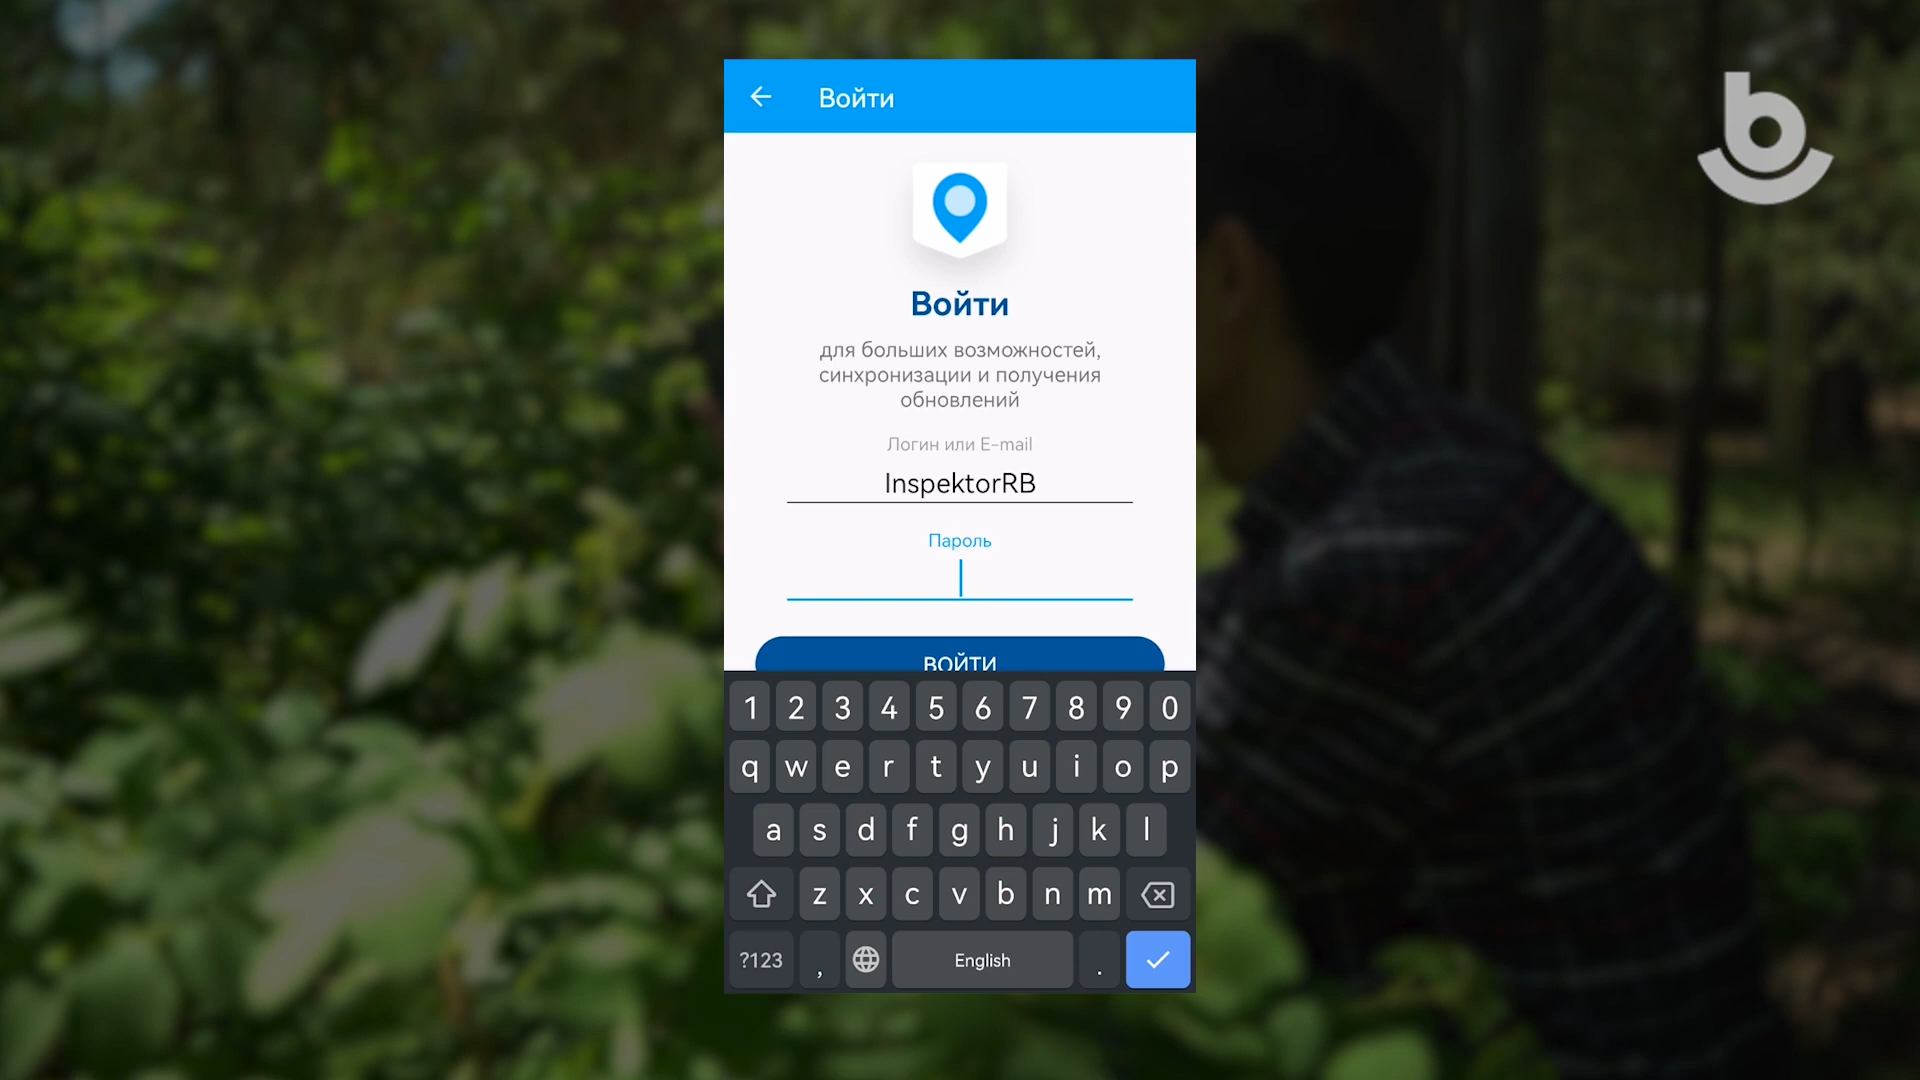 Войти
Войти
для больших возможностей,
синхронизации и получения
обновлений
Логин или E-mail
InspektorRB
Пароль
ВОЙТИ
1 2 3 4 5 6 7 8 9 0
q w e r t y u i o p
a s d f g h j k l
z x c v b n m
?123 , English .
b